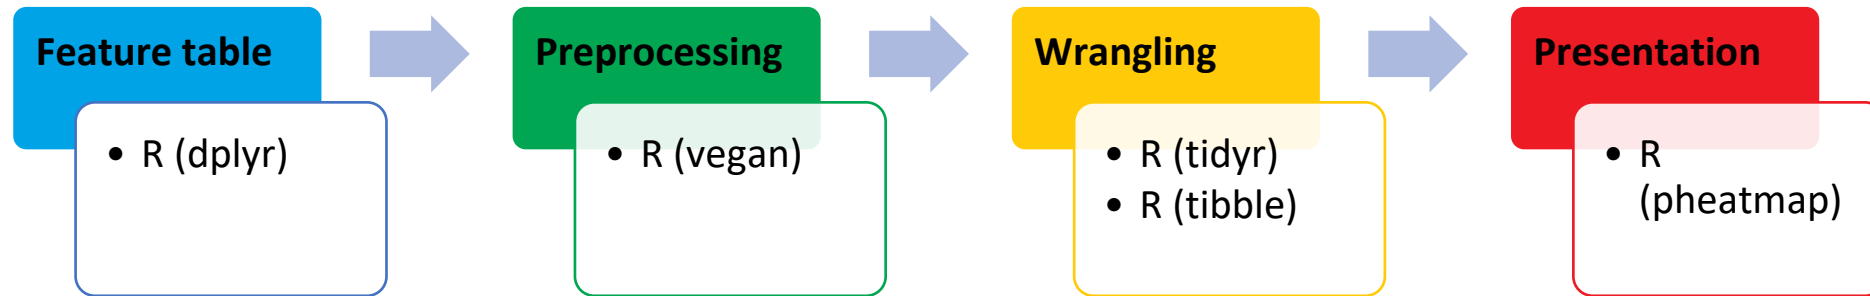 Feature table
• R (dplyr)
Preprocessing
• R (vegan)
Wrangling
• R (tidyr)
• R (tibble)
Presentation
• R
(pheatmap)